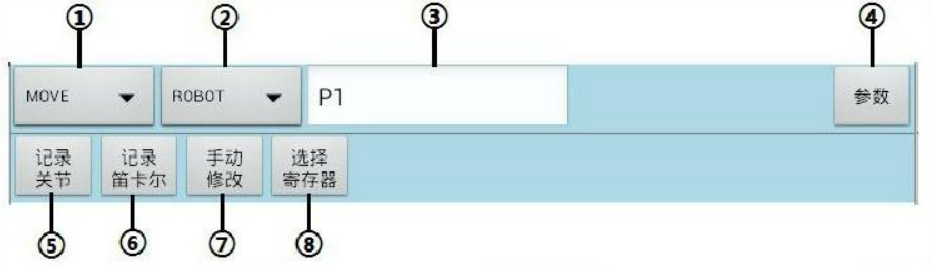 ① ② ③ ④
MOVE ROBOT P1 参数
记录 记录 手动 选择
关节 笛卡尔 修改 寄存器
⑤ ⑥ ⑦ ⑧